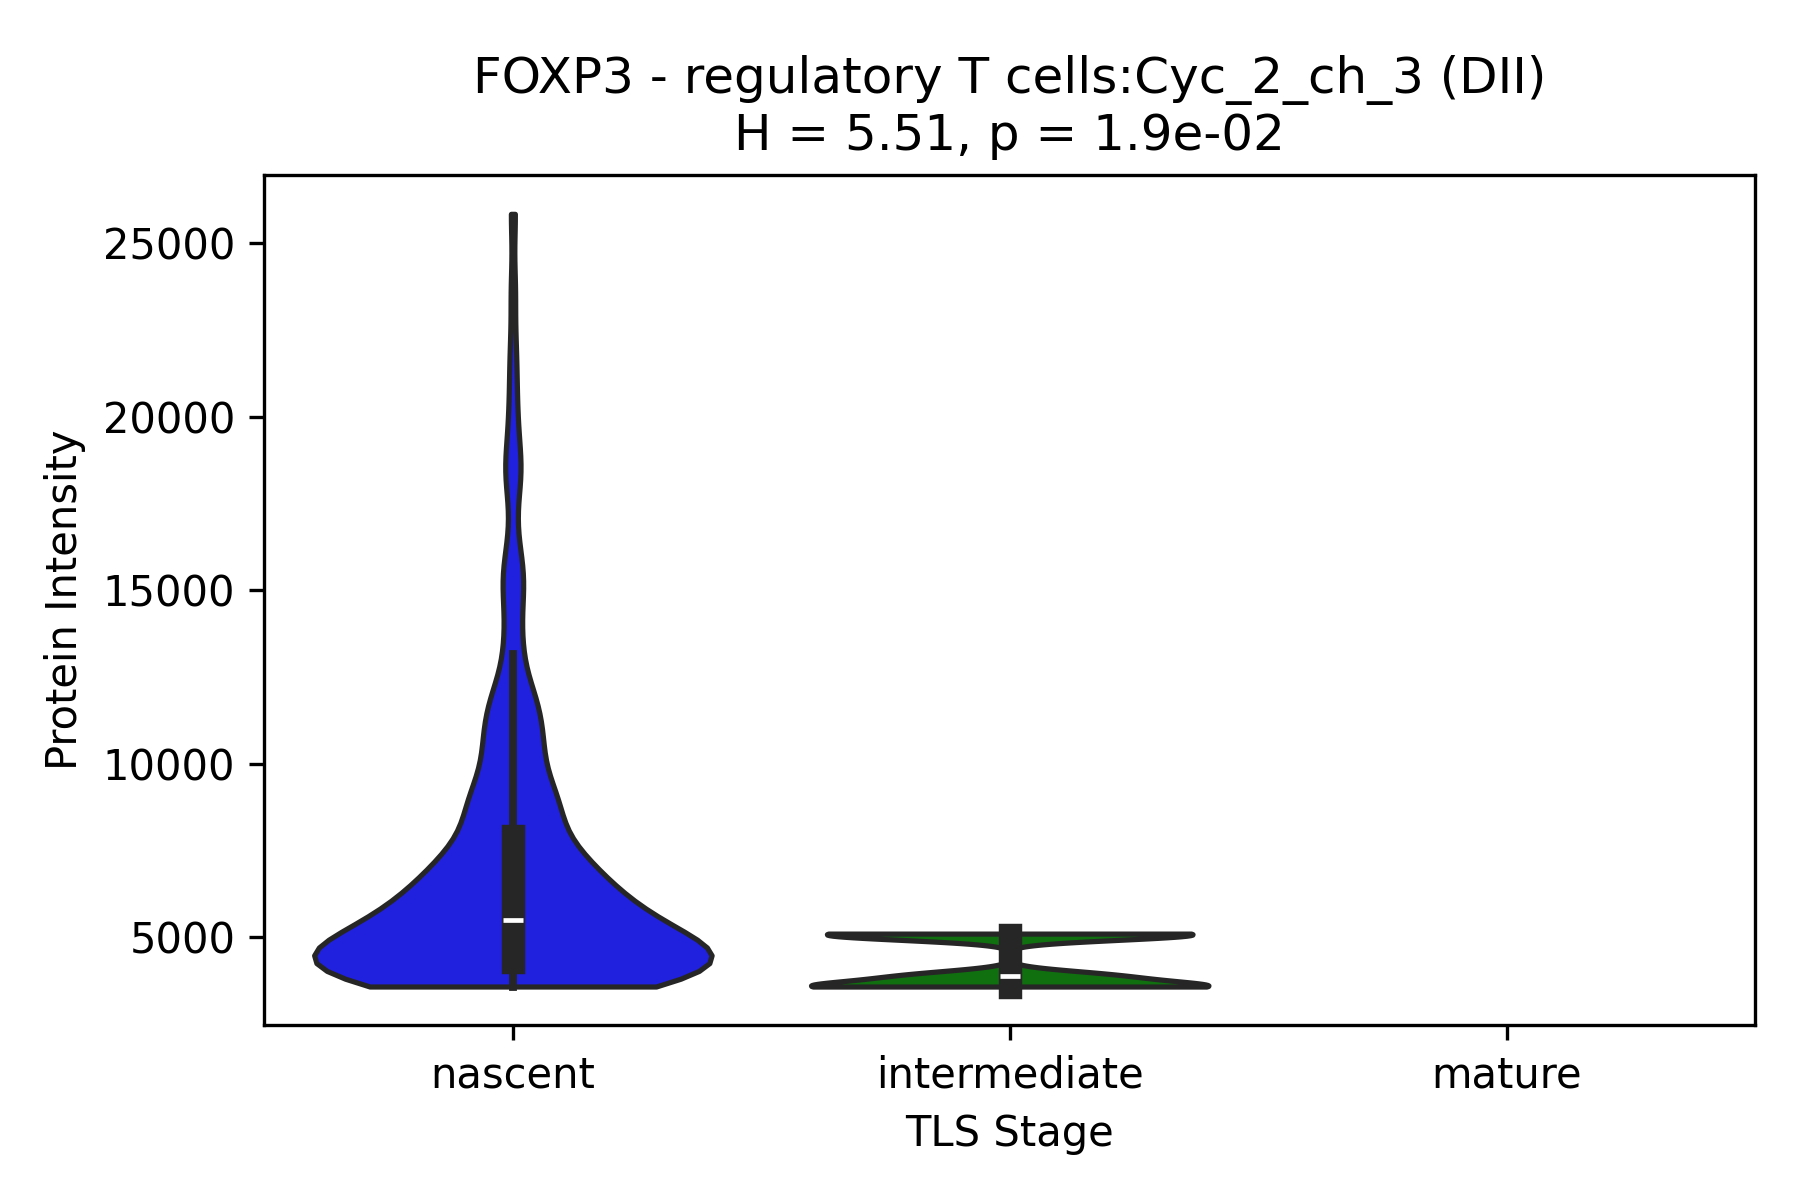 FOXP3 - regulatory T cells:Cyc_2_ch_3 (DII)
H = 5.51, p = 1.9e-02
25000
20000
15000
10000
5000
Protein Intensity
nascent
intermediate
mature
TLS Stage